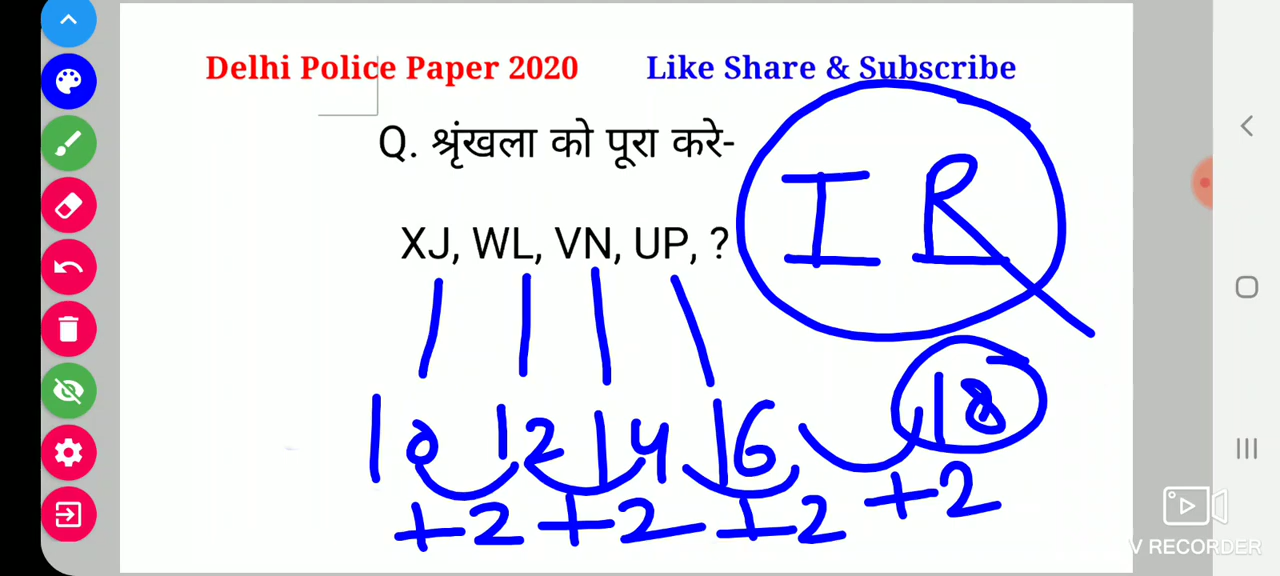 Delhi Police Paper 2020 Like Share & Subscribe
Q. श्रृंखला को पूरा करे-
XJ, WL, VN, UP, ? IR
10 12 14 16 18
+2 +2 +2 +2
V RECORDER